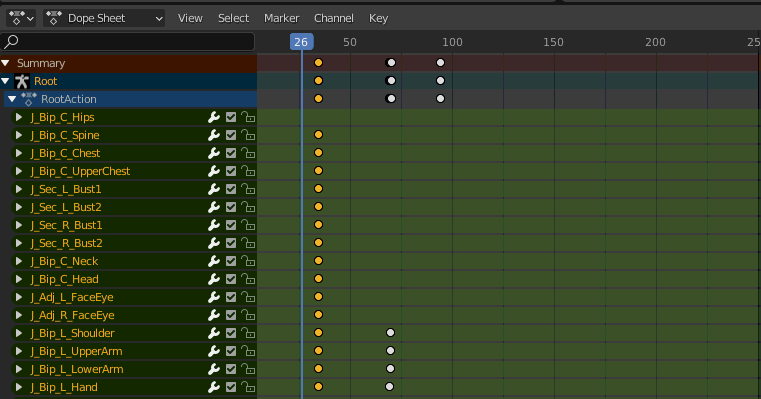 Dope Sheet View Select Marker Channel Key
26 50 100 150 200 25
Summary
Root
RootAction
J_Bip_C_Hips
J_Bip_C_Spine
J_Bip_C_Chest
J_Bip_C_UpperChest
J_Sec_L_Bust1
J_Sec_L_Bust2
J_Sec_R_Bust1
J_Sec_R_Bust2
J_Bip_C_Neck
J_Bip_C_Head
J_Adj_L_FaceEye
J_Adj_R_FaceEye
J_Bip_L_Shoulder
J_Bip_L_UpperArm
J_Bip_L_LowerArm
J_Bip_L_Hand